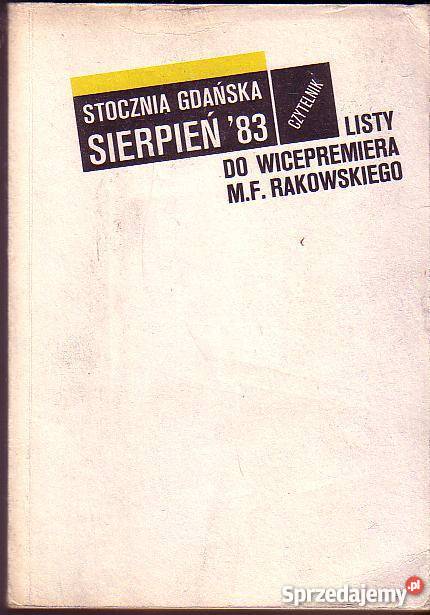 STOCZNIA GDAŃSKA
SIERPIEŃ '83
CZYTELNIK
LISTY
DO WICEPREMIERA
M.F. RAKOWSKIEGO
Sprzedajemy.pl